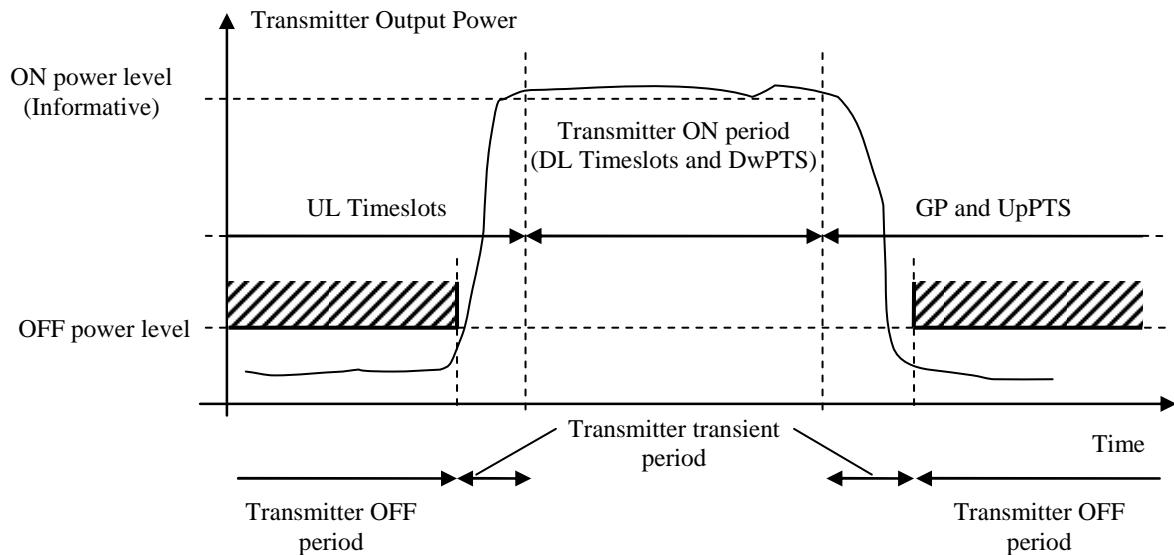 Transmitter Output Power
ON power level
(Informative)
Transmitter ON period
(DL Timeslots and DwPTS)
UL Timeslots
GP and UpPTS
OFF power level
Transmitter transient
period
Time
Transmitter OFF
period
Transmitter OFF
period